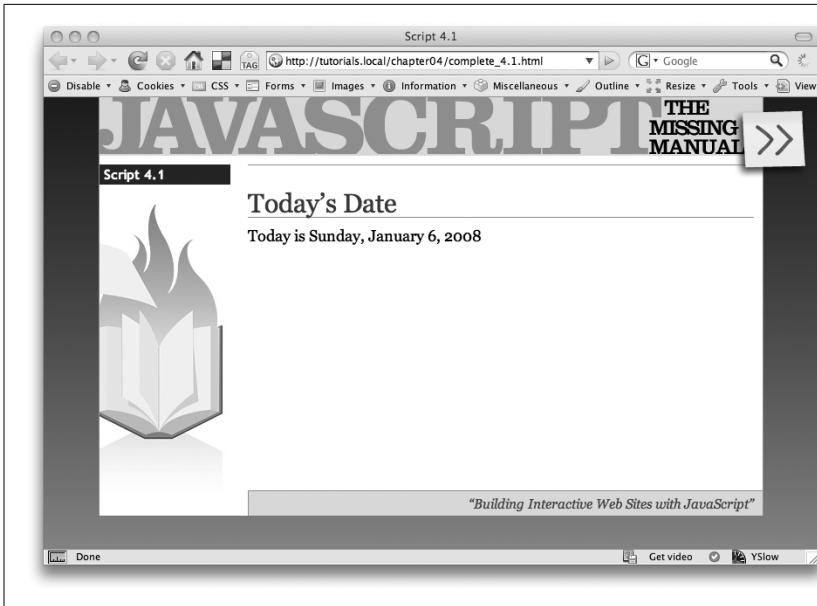 Script 4.1
TAG
http://tutorials.local/chapter04/complete_4.1.html
G Google
Disable Cookies CSS Forms Images Information Miscellaneous Outline Resize Tools View
JAVASCRIPT
THE
MISSING
MANUAL
>>
Script 4.1
Today's Date
Today is Sunday, January 6, 2008
“Building Interactive Web Sites with JavaScript”
Done Get video YSlow